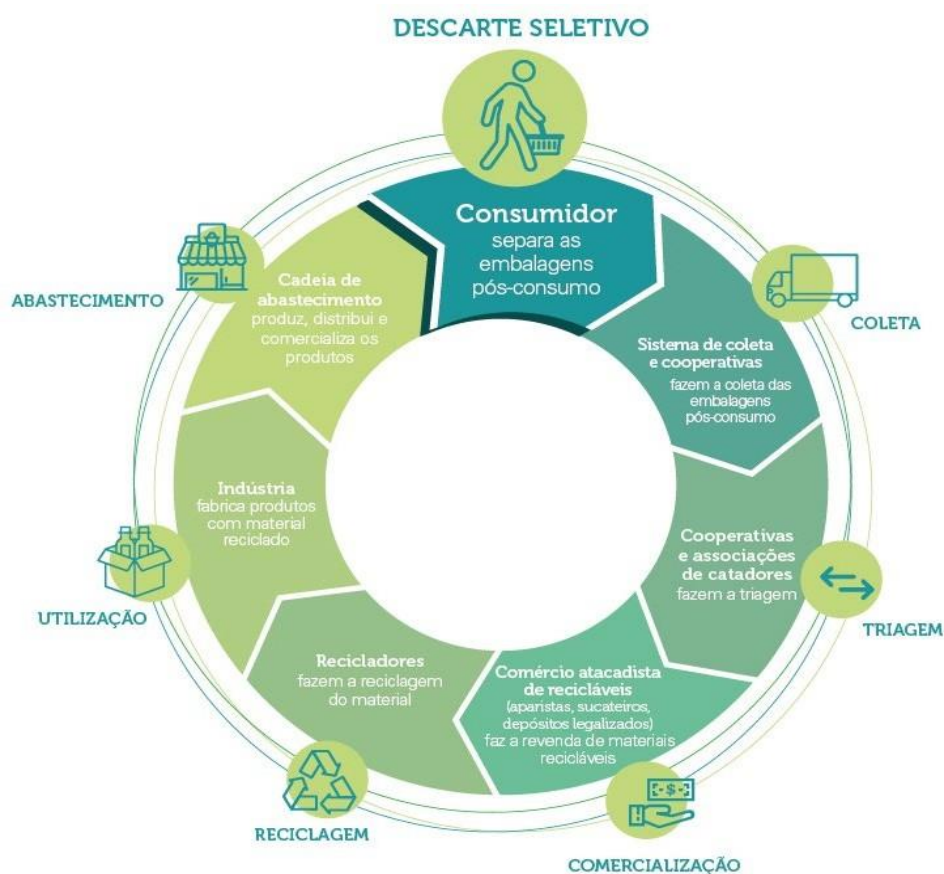 DESCARTE SELETIVO
Consumidor
separa as
embalagens
pós-consumo
COLETA
Sistema de coleta
e cooperativas
fazem a coleta das
embalagens
pós-consumo
TRIAGEM
Cooperativas
e associações
de catadores
fazem a triagem
COMERCIALIZAÇÃO
Comércio atacadista
de recicláveis
(aparistas, sucateiros,
depósitos legalizados)
faz a revenda de materiais
recicláveis
RECICLAGEM
Recicladores
fazem a reciclagem
do material
UTILIZAÇÃO
Indústria
fabrica produtos
com material
reciclado
ABASTECIMENTO
Cadeia de
abastecimento
produz, distribui e
comercializa os
produtos
-$-